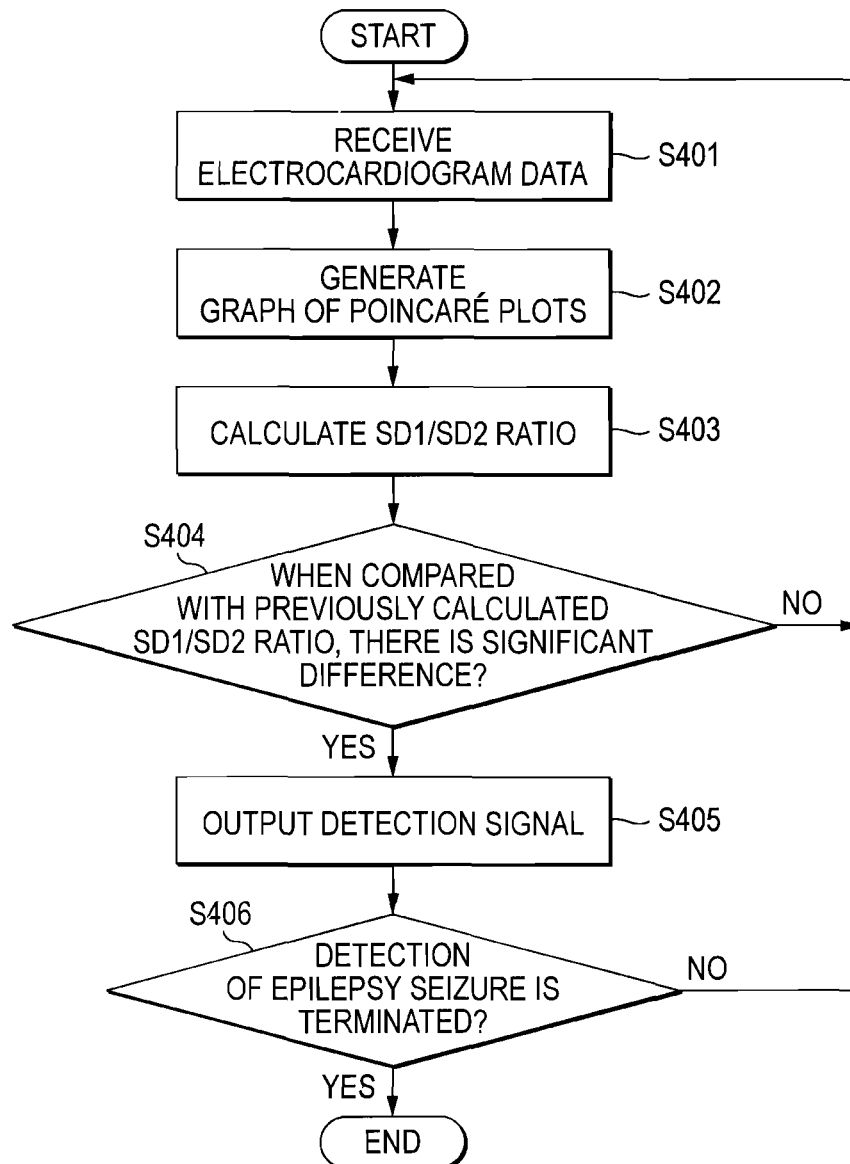 START
RECEIVE
ELECTROCARDIOGRAM DATA
S401
GENERATE
GRAPH OF POINCARÉ PLOTS
S402
CALCULATE SD1/SD2 RATIO
S403
S404
WHEN COMPARED
WITH PREVIOUSLY CALCULATED
SD1/SD2 RATIO, THERE IS SIGNIFICANT
DIFFERENCE?
NO
YES
OUTPUT DETECTION SIGNAL
S405
S406
DETECTION
OF EPILEPSY SEIZURE IS
TERMINATED?
NO
YES
END